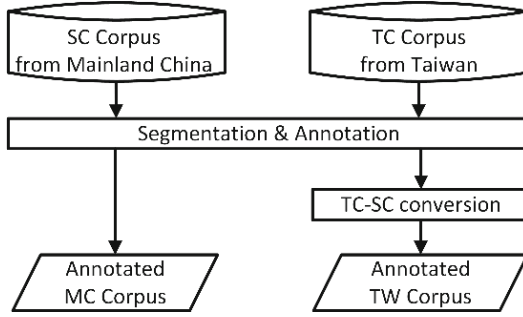 SC Corpus
from Mainland China
TC Corpus
from Taiwan
Segmentation & Annotation
TC-SC conversion
Annotated
MC Corpus
Annotated
TW Corpus